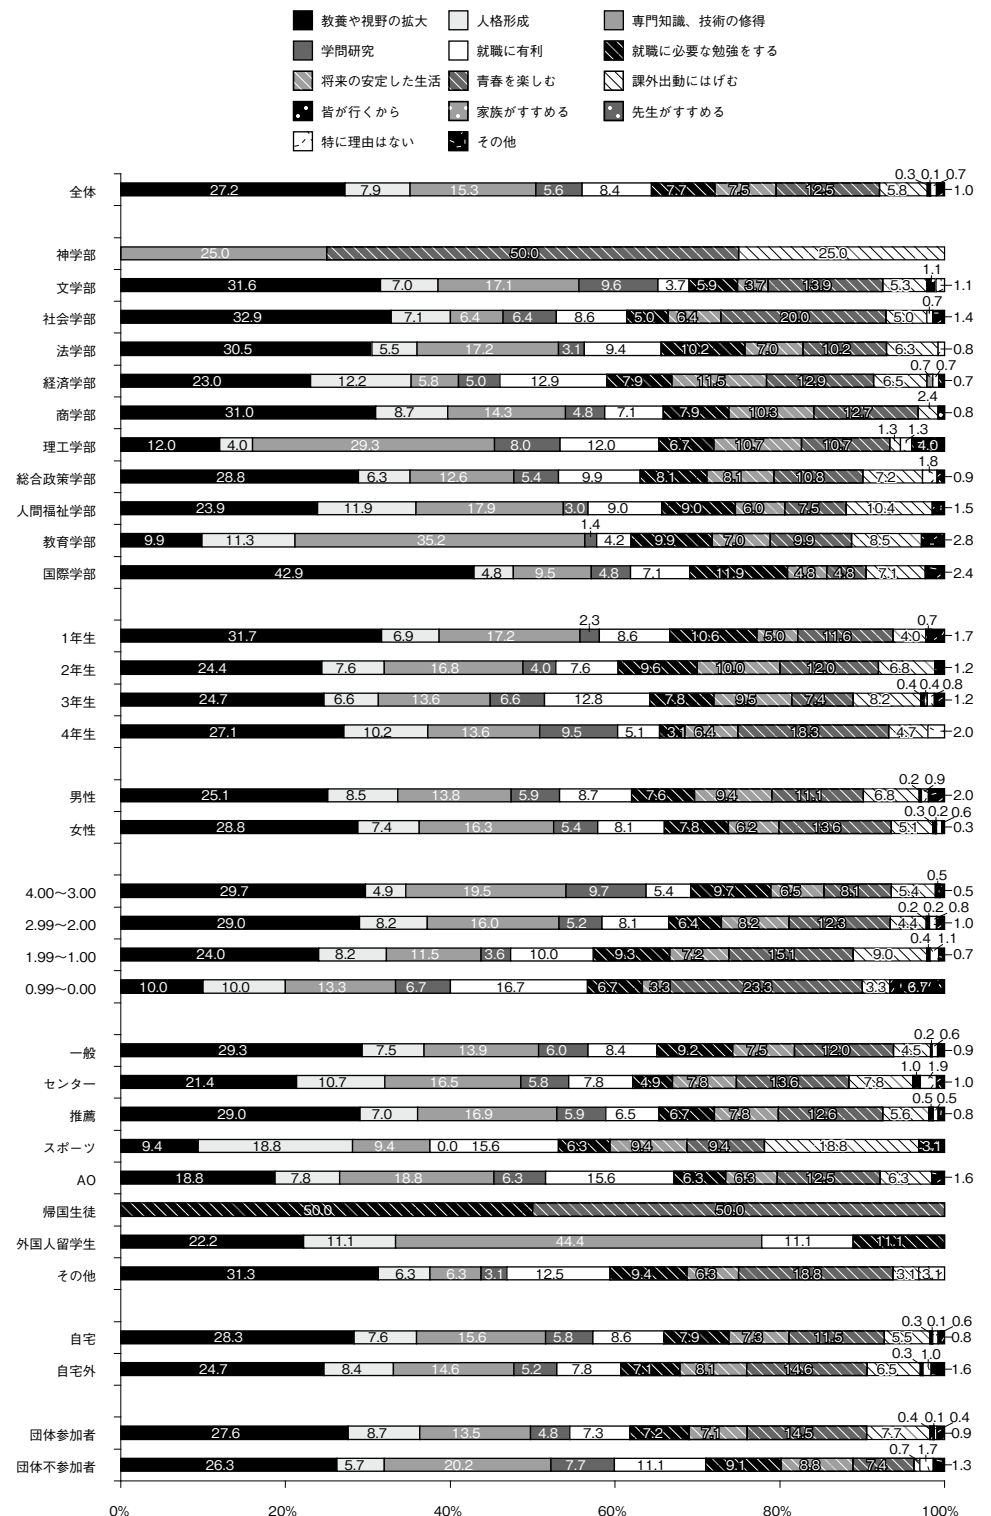 教養や視野の拡大 人格形成 専門知識、技術の修得
学問研究 就職に有利 就職に必要な勉強をする
将来の安定した生活 青春を楽しむ 課外出動にはげむ
皆が行くから 家族がすすめる 先生がすすめる
特に理由はない その他
0.3 0.1 0.7
全体 27.2 7.9 15.3 5.6 8.4 7.7 7.5 12.5 5.8 1.0
神学部 25.0 50.0 25.0
1.1
文学部 31.6 7.0 17.1 9.6 3.7 5.9 3.7 13.9 5.3 1.1
0.7
社会学部 32.9 7.1 6.4 6.4 8.6 5.0 6.4 20.0 5.0 1.4
法学部 30.5 5.5 17.2 3.1 9.4 10.2 7.0 10.2 6.3 0.8
0.7 0.7
経済学部 23.0 12.2 5.8 5.0 12.9 7.9 11.5 12.9 6.5 0.7
2.4
商学部 31.0 8.7 14.3 4.8 7.1 7.9 10.3 12.7 0.8
1.3 1.3
理工学部 12.0 4.0 29.3 8.0 12.0 6.7 10.7 10.7 4.0
1.8
総合政策学部 28.8 6.3 12.6 5.4 9.9 8.1 8.1 10.8 7.2 0.9
人間福祉学部 23.9 11.9 17.9 3.0 9.0 9.0 6.0 7.5 10.4 1.5
1.4
教育学部 9.9 11.3 35.2 4.2 9.9 7.0 9.9 8.5 2.8
国際学部 42.9 4.8 9.5 4.8 7.1 11.9 4.8 4.8 7.1 2.4
2.3 0.7
1年生 31.7 6.9 17.2 8.6 10.6 5.0 11.6 4.0 1.7
2年生 24.4 7.6 16.8 4.0 7.6 9.6 10.0 12.0 6.8 1.2
0.4 0.4 0.8
3年生 24.7 6.6 13.6 6.6 12.8 7.8 9.5 7.4 8.2 1.2
4年生 27.1 10.2 13.6 9.5 5.1 3.1 6.4 18.3 4.7 2.0
0.2 0.9
男性 25.1 8.5 13.8 5.9 8.7 7.6 9.4 11.1 6.8 2.0
0.3 0.2 0.6
女性 28.8 7.4 16.3 5.4 8.1 7.8 6.2 13.6 5.1 0.3
0.5
4.00～3.00 29.7 4.9 19.5 9.7 5.4 9.7 6.5 8.1 5.4 0.5
0.2 0.2 0.8
2.99～2.00 29.0 8.2 16.0 5.2 8.1 6.4 8.2 12.3 4.4 1.0
0.4 1.1
1.99～1.00 24.0 8.2 11.5 3.6 10.0 9.3 7.2 15.1 9.0 0.7
0.99～0.00 10.0 10.0 13.3 6.7 16.7 6.7 3.3 23.3 3.3 6.7
0.2 0.6
一般 29.3 7.5 13.9 6.0 8.4 9.2 7.5 12.0 4.5 0.9
1.0 1.9
センター 21.4 10.7 16.5 5.8 7.8 4.9 7.8 13.6 7.8 1.0
0.5 0.5
推薦 29.0 7.0 16.9 5.9 6.5 6.7 7.8 12.6 5.6 0.8
スポーツ 9.4 18.8 9.4 0.0 15.6 6.3 9.4 9.4 18.8 3.1
AO 18.8 7.8 18.8 6.3 15.6 6.3 6.3 12.5 6.3 1.6
帰国生徒 50.0 50.0
外国人留学生 22.2 11.1 44.4 11.1 11.1
その他 31.3 6.3 6.3 3.1 12.5 9.4 6.3 18.8 3.1 3.1
0.3 0.1 0.6
自宅 28.3 7.6 15.6 5.8 8.6 7.9 7.3 11.5 5.5 0.8
0.3 1.0
自宅外 24.7 8.4 14.6 5.2 7.8 7.1 8.1 14.6 6.5 1.6
0.4 0.1 0.4
団体参加者 27.6 8.7 13.5 4.8 7.3 7.2 7.1 14.5 7.7 0.9
0.7 1.7
団体不参加者 26.3 5.7 20.2 7.7 11.1 9.1 8.8 7.4 1.3
0% 20% 40% 60% 80% 100%